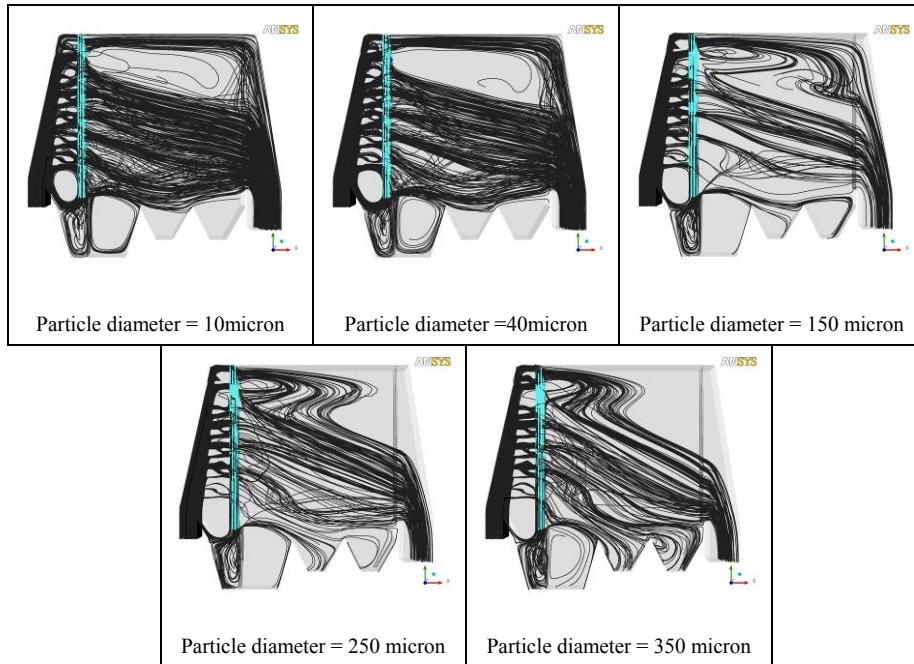 ANSYS
ANSYS
ANSYS
Particle diameter = 10micron
Particle diameter =40micron
Particle diameter = 150 micron
ANSYS
ANSYS
Particle diameter = 250 micron
Particle diameter = 350 micron